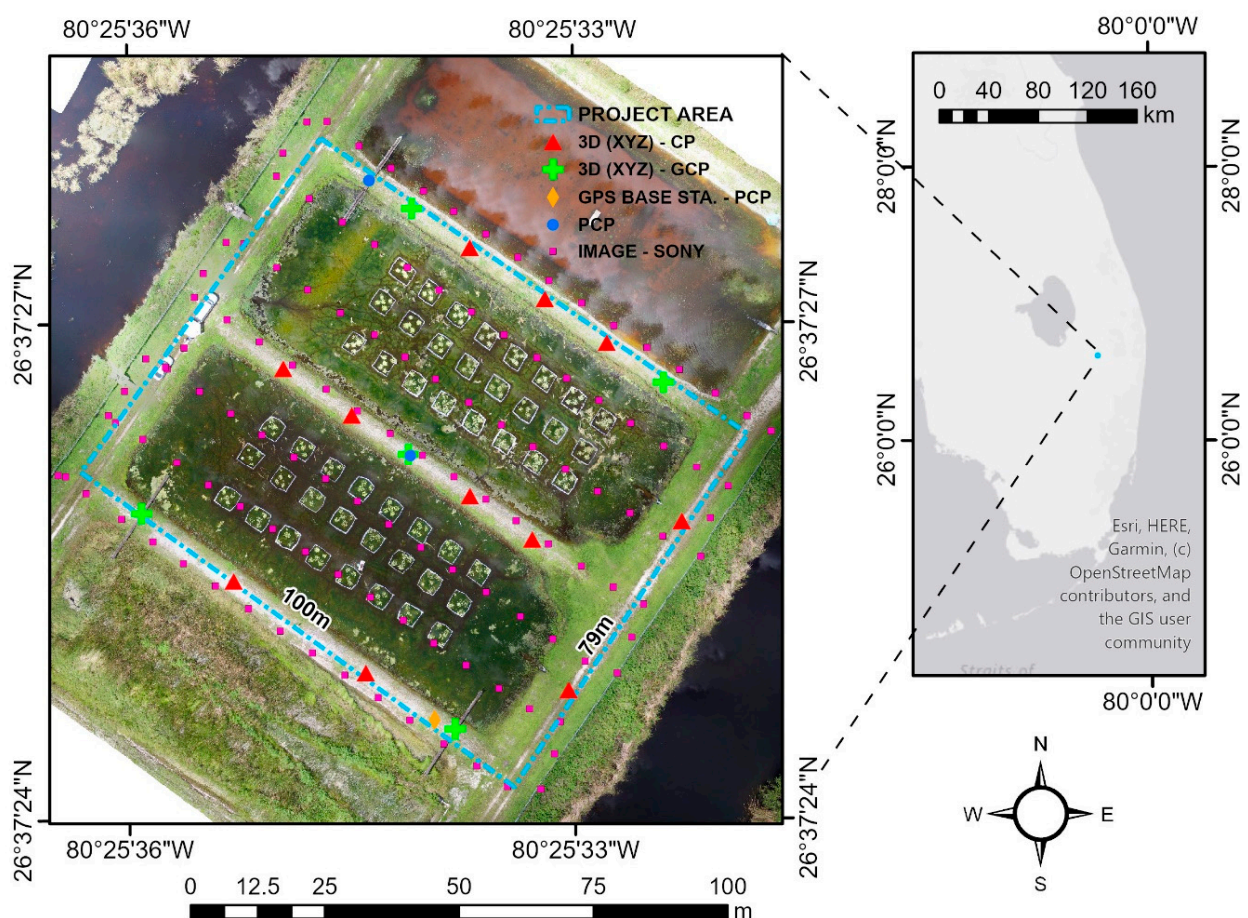 80°25'36"W
80°25'33"W
80°0'0"W
PROJECT AREA
3D (XYZ) - CP
3D (XYZ) - GCP
GPS BASE STA. - PCP
PCP
IMAGE - SONY
0 40 80 120 160
km
28°0'0"N
26°37'27"N
26°37'27"N
26°0'0"N
28°0'0"N
26°0'0"N
100m
79m
Esri, HERE,
Garmin, (c)
OpenStreetMap
contributors, and
the GIS user
community
Straits of
80°0'0"W
26°37'24"N
26°37'24"N
80°25'36"W
80°25'33"W
N
W
E
S
0 12.5 25 50 75 100
m